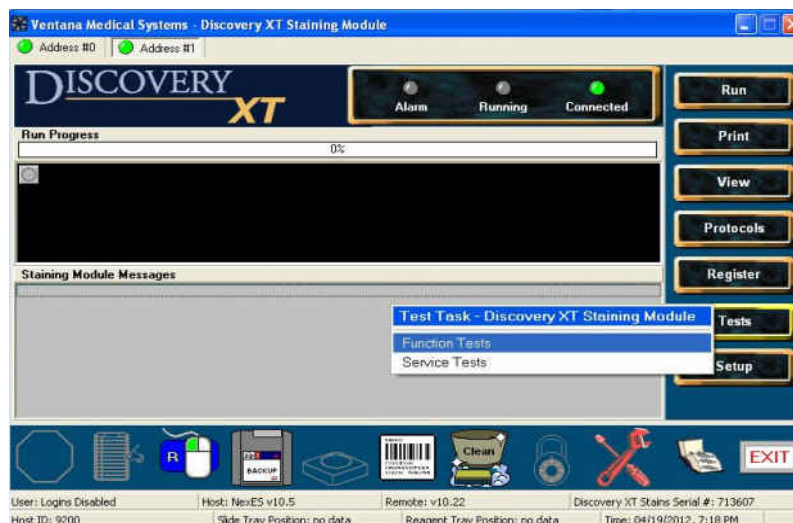 Ventana Medical Systems - Discovery XT Staining Module
Address #0
Address #1
DISCOVERY
XT
Alarm
Running
Connected
Run
Run Progress
0%
Print
View
Protocols
Staining Module Messages
Register
Test Task - Discovery XT Staining Module
Tests
Function Tests
Service Tests
Setup
R
BACKUP
Clean
EXIT
User: Logins Disabled
Host: NexES v10.5
Remote: v10.22
Discovery XT Stains Serial #: 713607
Host ID: 9200
Slide Tray Position: no data
Reagent Tray Position: no data
Time: 04/19/2012, 7:18 PM